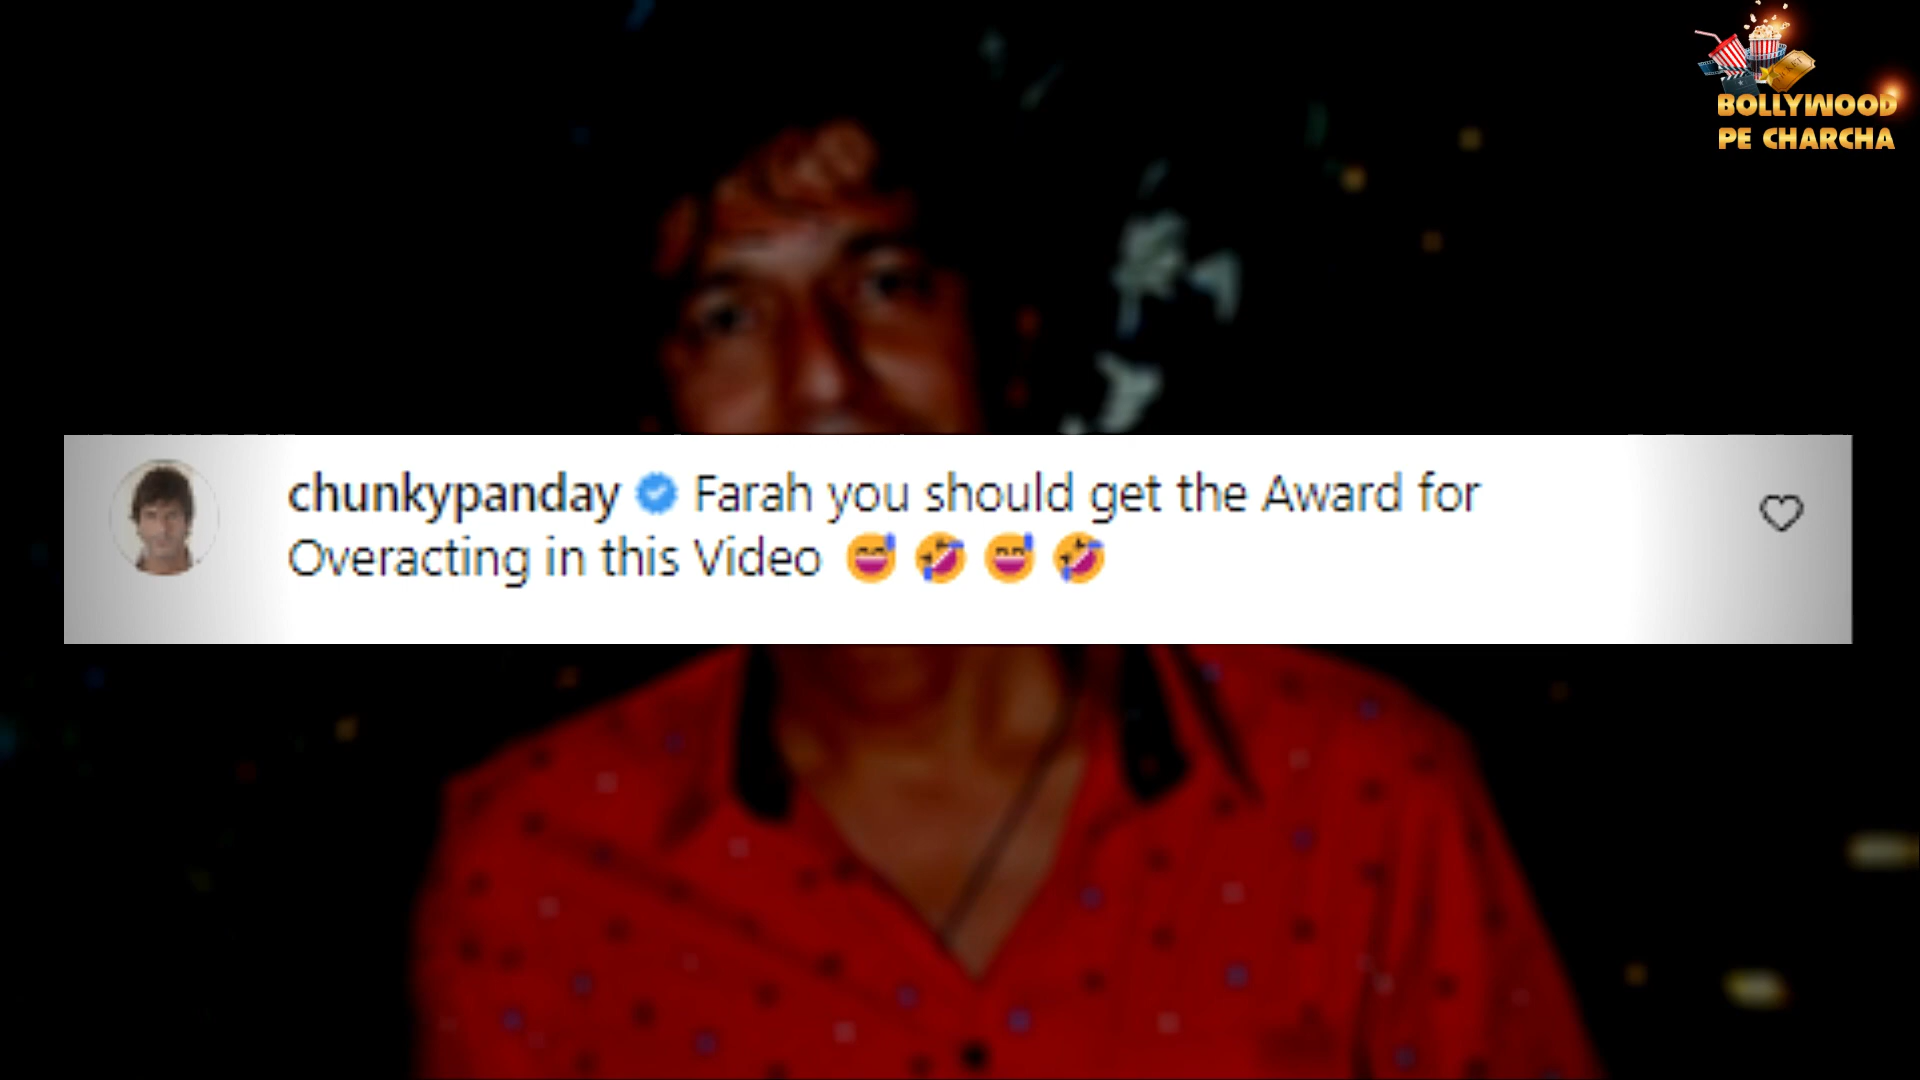 BOLLYWOOD
PE CHARCHA
chunkypanday Farah you should get the Award for
Overacting in this Video 😅🤣😅🤣